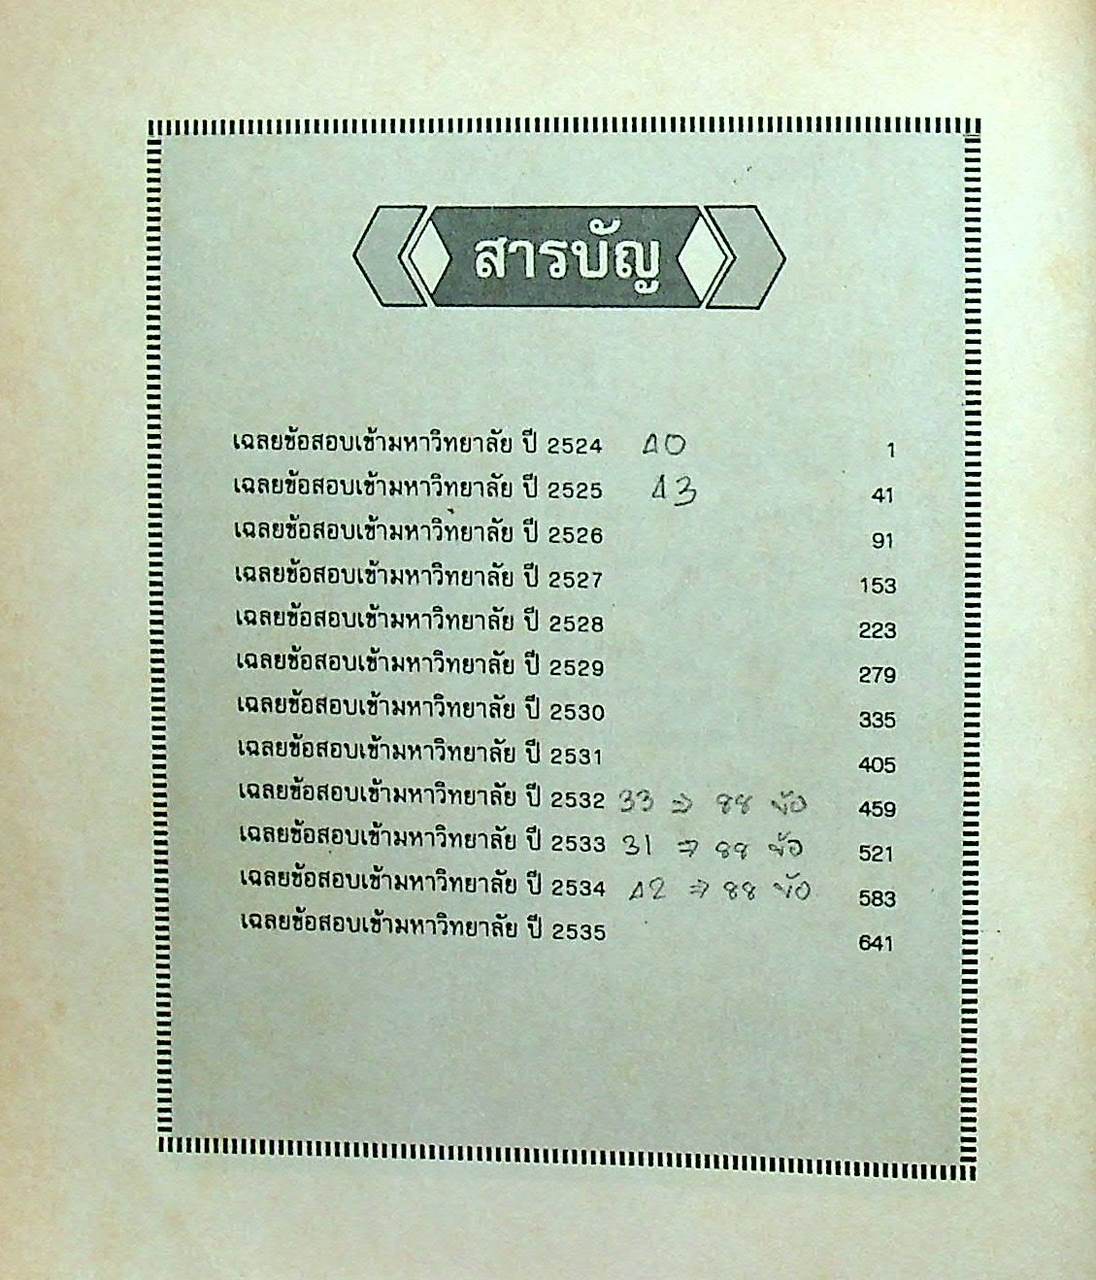 สารบัญ
เฉลยข้อสอบเข้ามหาวิทยาลัย ปี 2524 40 1
เฉลยข้อสอบเข้ามหาวิทยาลัย ปี 2525 43 41
เฉลยข้อสอบเข้ามหาวิทยาลัย ปี 2526 91
เฉลยข้อสอบเข้ามหาวิทยาลัย ปี 2527 153
เฉลยข้อสอบเข้ามหาวิทยาลัย ปี 2528 223
เฉลยข้อสอบเข้ามหาวิทยาลัย ปี 2529 279
เฉลยข้อสอบเข้ามหาวิทยาลัย ปี 2530 335
เฉลยข้อสอบเข้ามหาวิทยาลัย ปี 2531 405
เฉลยข้อสอบเข้ามหาวิทยาลัย ปี 2532 33 ⇒ 88 ข้อ 459
เฉลยข้อสอบเข้ามหาวิทยาลัย ปี 2533 31 ⇒ 88 ข้อ 521
เฉลยข้อสอบเข้ามหาวิทยาลัย ปี 2534 42 ⇒ 88 ข้อ 583
เฉลยข้อสอบเข้ามหาวิทยาลัย ปี 2535 641